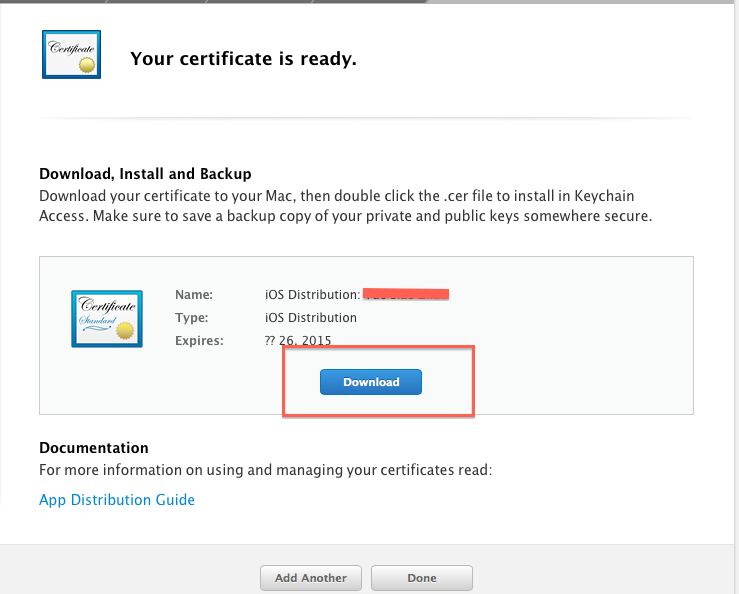 Certificate
Your certificate is ready.
Download, Install and Backup
Download your certificate to your Mac, then double click the .cer file to install in Keychain
Access. Make sure to save a backup copy of your private and public keys somewhere secure.
Certificate
Standard
Name: iOS Distribution:
Type: iOS Distribution
Expires: ?? 26, 2015
Download
Documentation
For more information on using and managing your certificates read:
App Distribution Guide
Add Another Done